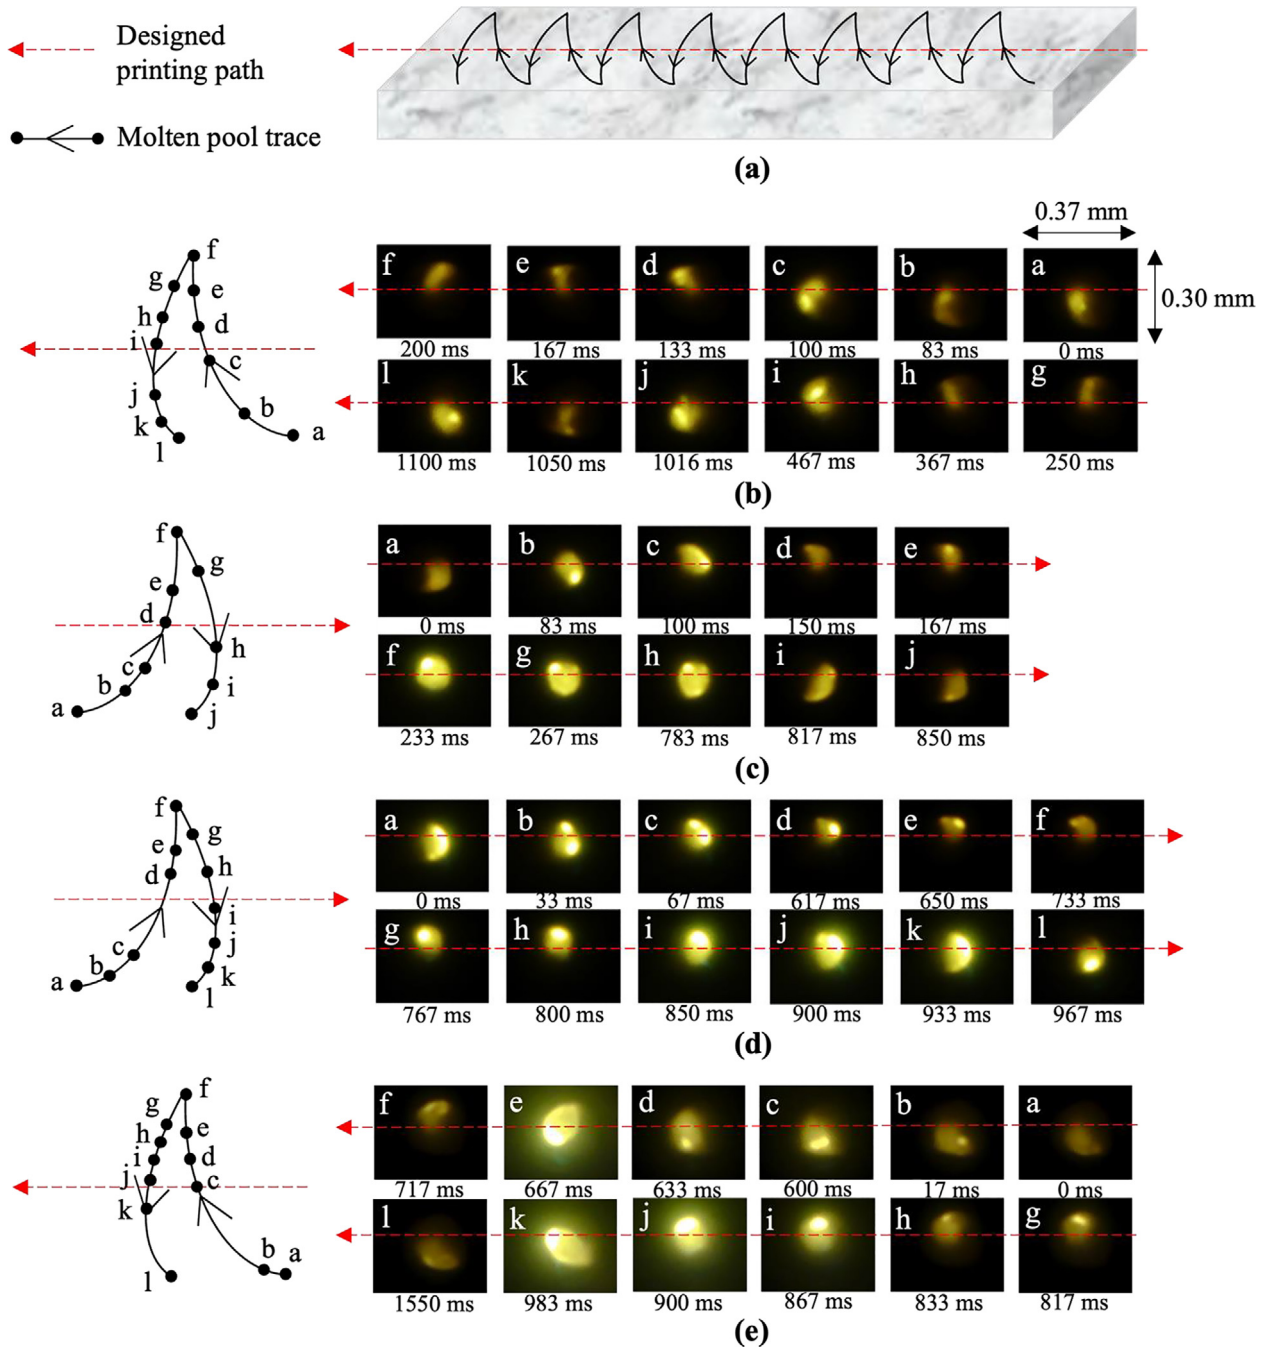 Designed
printing path
Molten pool trace
(a)
0.37 mm
0.30 mm
f
g
e
h
d
i
c
j
b
k
a
l
f e d c b a
200 ms 167 ms 133 ms 100 ms 83 ms 0 ms
l k j i h g
1100 ms 1050 ms 1016 ms 467 ms 367 ms 250 ms
(b)
f
g
e
d
h
c
b
i
a
j
a b c d e
0 ms 83 ms 100 ms 150 ms 167 ms
f g h i j
233 ms 267 ms 783 ms 817 ms 850 ms
(c)
f
g
e
h
d
i
c
j
b
k
a
l
a b c d e f
0 ms 33 ms 67 ms 617 ms 650 ms 733 ms
g h i j k l
767 ms 800 ms 850 ms 900 ms 933 ms 967 ms
(d)
f
g
e
h
i
d
j
c
k
b
a
l
f e d c b a
717 ms 667 ms 633 ms 600 ms 17 ms 0 ms
l k j i h g
1550 ms 983 ms 900 ms 867 ms 833 ms 817 ms
(e)